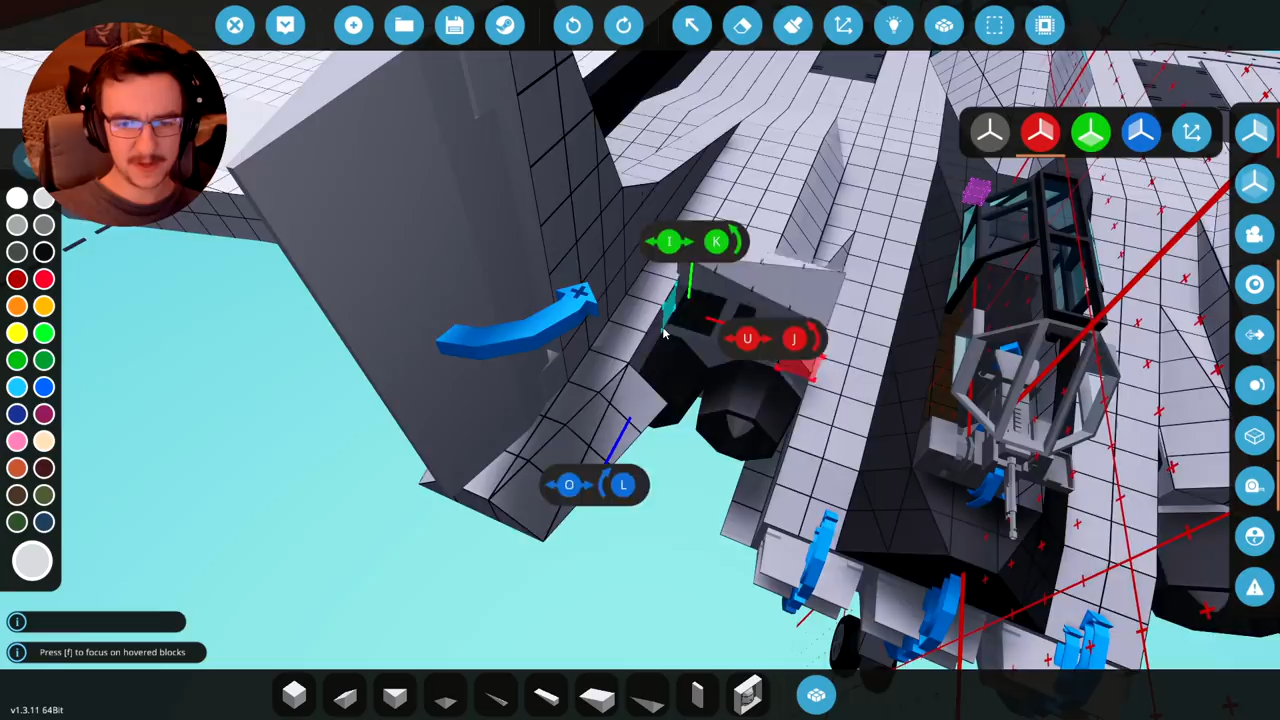 I K
U J
O L
Press [f] to focus on hovered blocks
v1.3.11 64Bit